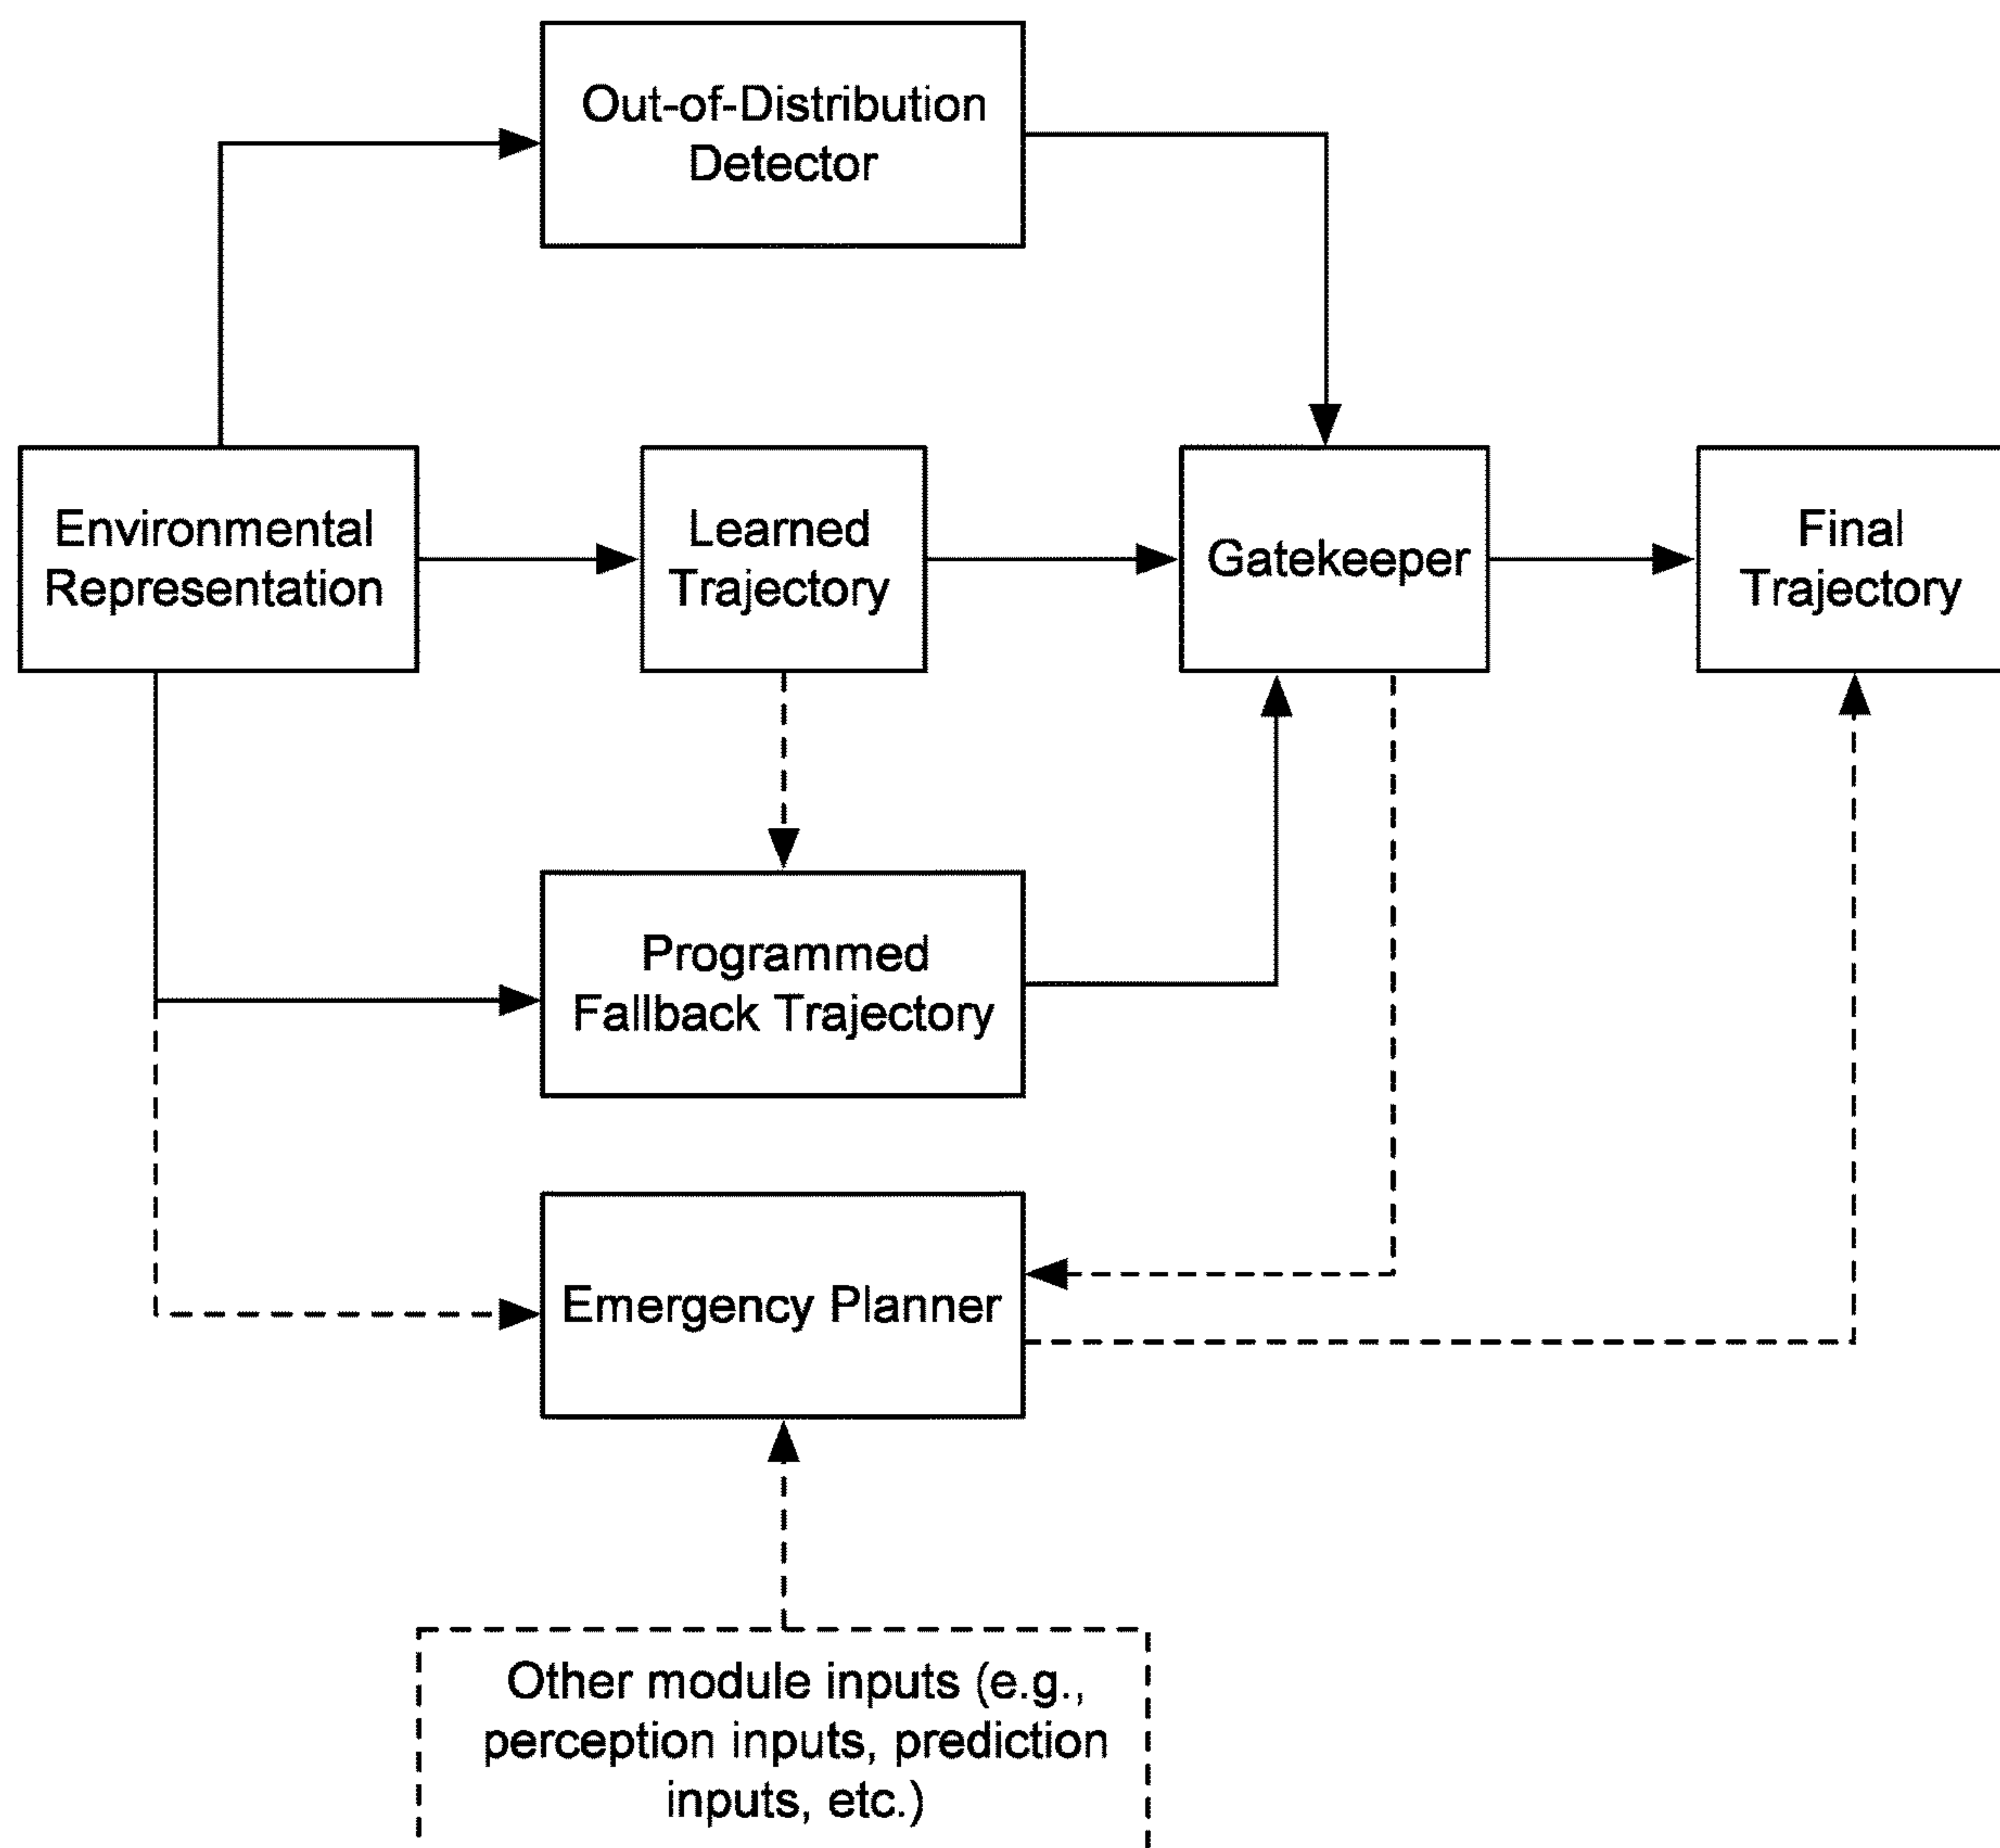 Out-of-Distribution
Detector
Environmental
Representation
Learned
Trajectory
Gatekeeper
Final
Trajectory
Programmed
Fallback Trajectory
Emergency Planner
Other module inputs (e.g.,
perception inputs, prediction
inputs, etc.)